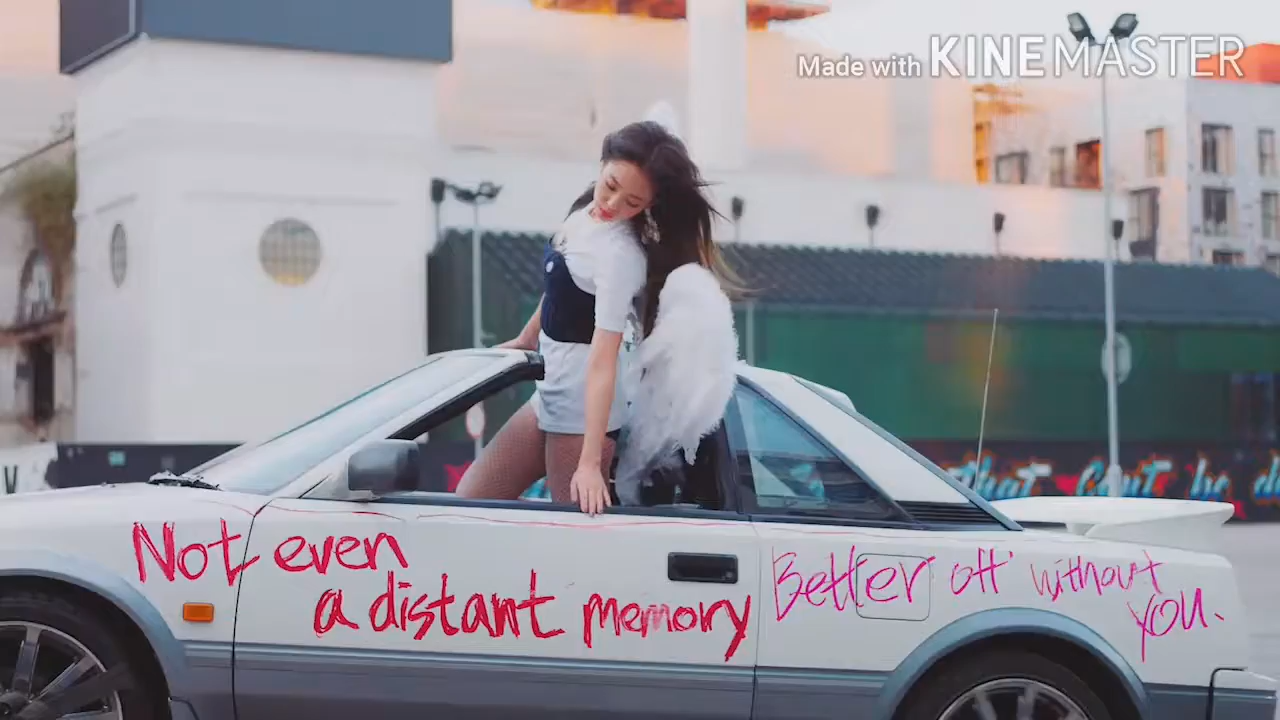 Made with KINEMASTER
Not even
a distant memory
Better off without
you.